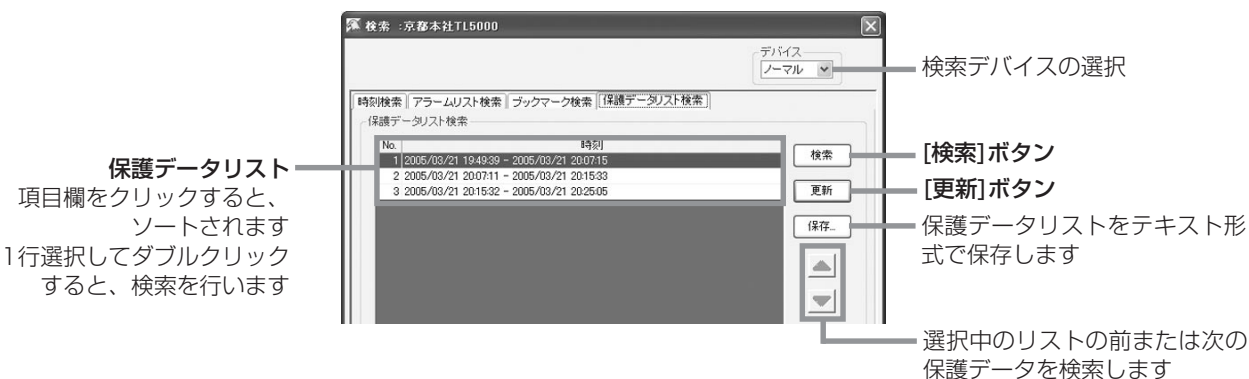 検索 :京都本社TL5000
デバイス
ノーマル
検索デバイスの選択
時刻検索 アラームリスト検索 ブックマーク検索 保護データリスト検索
保護データリスト検索
No. 時刻
1 2005/03/21 19:49:39 - 2005/03/21 20:07:15
2 2005/03/21 20:07:11 - 2005/03/21 20:15:33
3 2005/03/21 20:15:32 - 2005/03/21 20:25:05
検索
更新
保存...
保護データリスト
項目欄をクリックすると、
ソートされます
1行選択してダブルクリック
すると、検索を行います
[検索]ボタン
[更新]ボタン
保護データリストをテキスト形
式で保存します
選択中のリストの前または次の
保護データを検索します